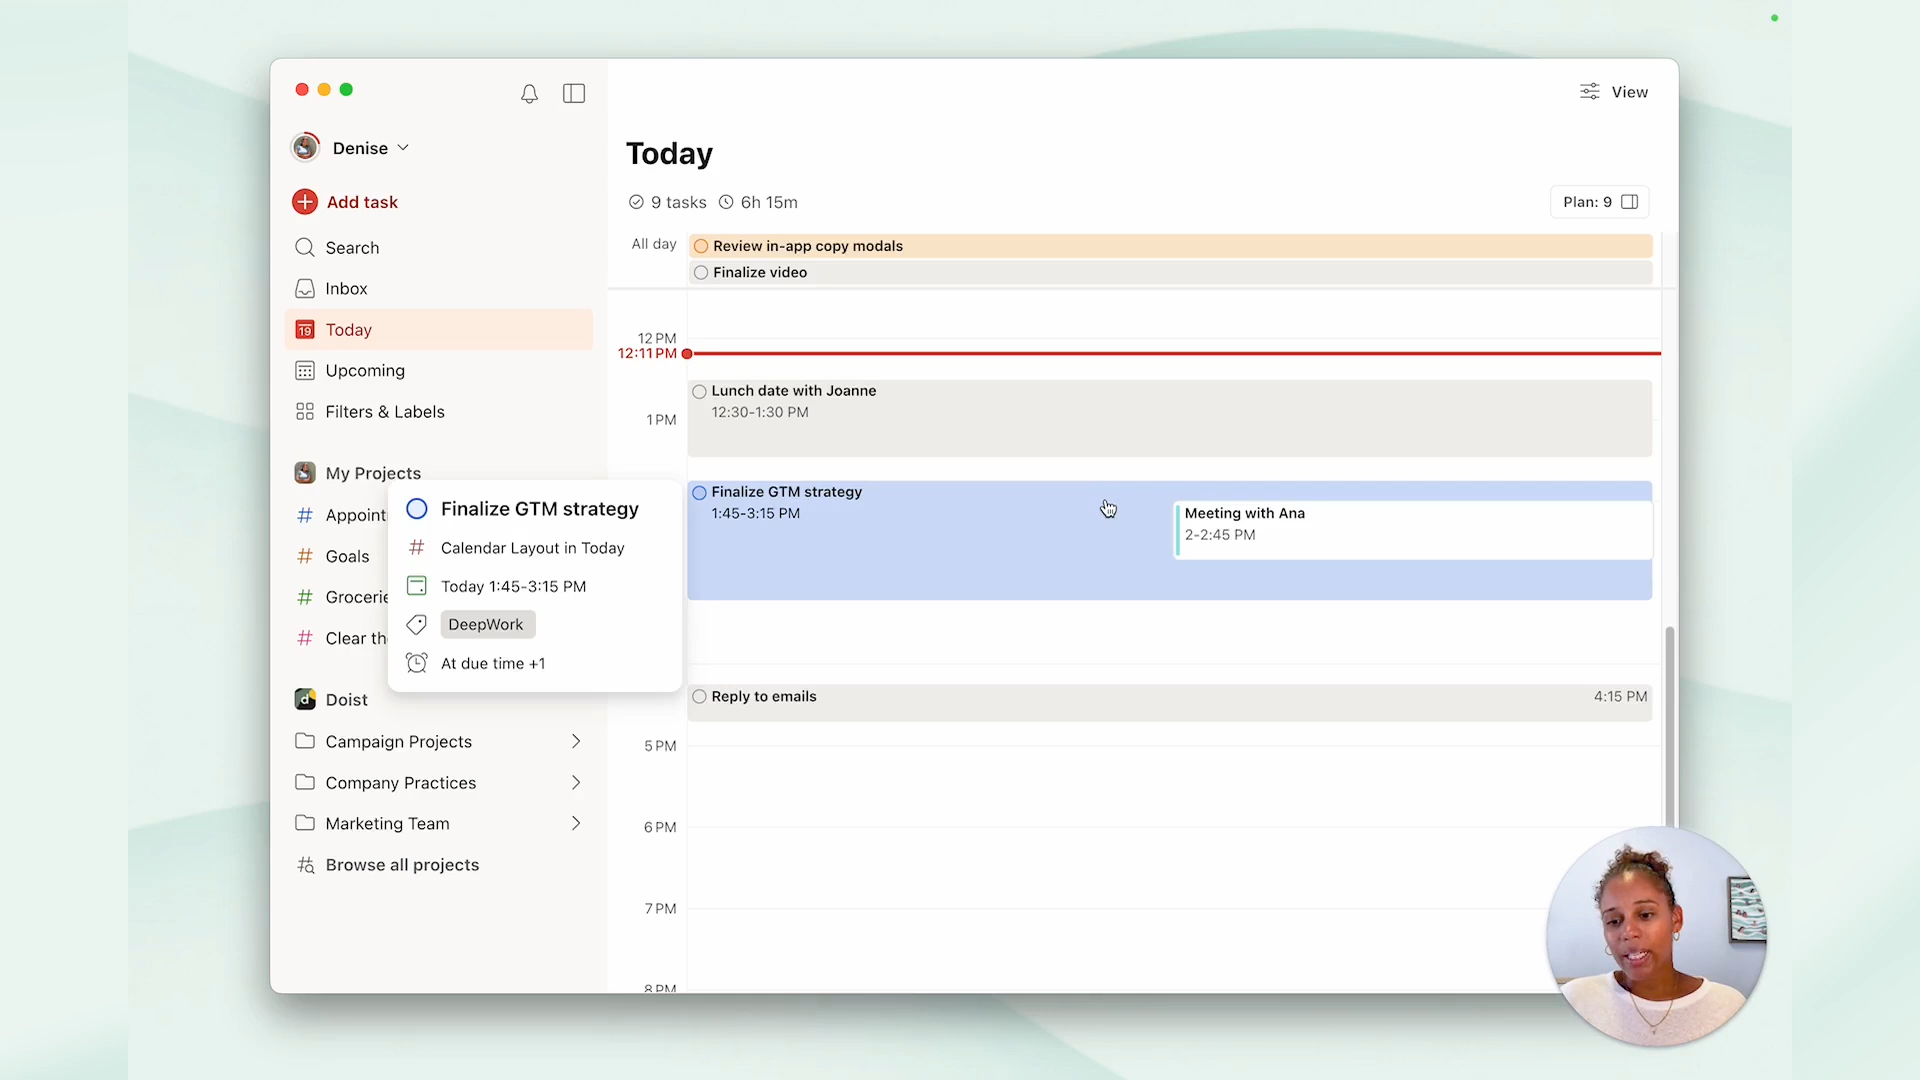 View
Denise
Add task
Search
Inbox
19
Today
Upcoming
Filters & Labels
My Projects
Appoint
Goals
Grocerie
Clear th
Finalize GTM strategy
Calendar Layout in Today
Today 1:45-3:15 PM
DeepWork
At due time +1
d
Doist
Campaign Projects
Company Practices
Marketing Team
Browse all projects
Today
9 tasks
6h 15m
Plan: 9
All day
Review in-app copy modals
Finalize video
12 PM
12:11 PM
Lunch date with Joanne
12:30-1:30 PM
1 PM
Finalize GTM strategy
1:45-3:15 PM
Meeting with Ana
2-2:45 PM
Reply to emails
4:15 PM
5 PM
6 PM
7 PM
8 PM